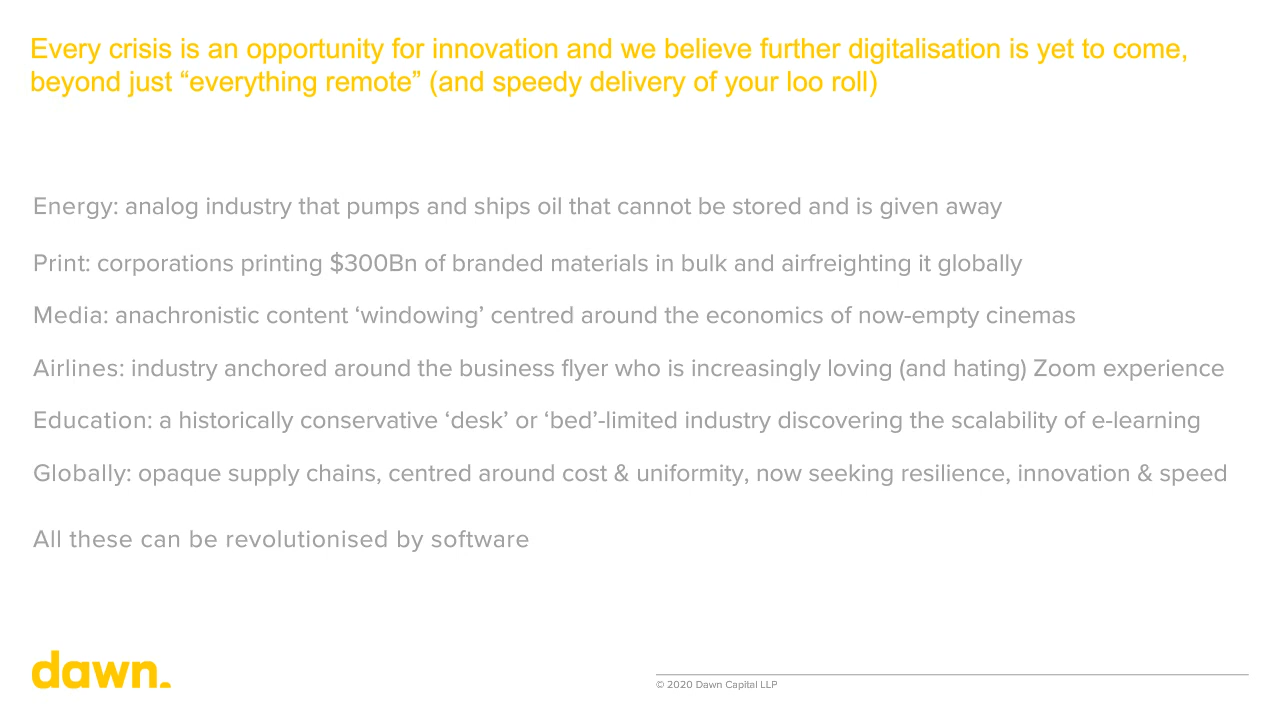 Every crisis is an opportunity for innovation and we believe further digitalisation is yet to come,
beyond just “everything remote” (and speedy delivery of your loo roll)
Energy: analog industry that pumps and ships oil that cannot be stored and is given away
Print: corporations printing $300Bn of branded materials in bulk and airfreighting it globally
Media: anachronistic content ‘windowing’ centred around the economics of now-empty cinemas
Airlines: industry anchored around the business flyer who is increasingly loving (and hating) Zoom experience
Education: a historically conservative ‘desk’ or ‘bed’-limited industry discovering the scalability of e-learning
Globally: opaque supply chains, centred around cost & uniformity, now seeking resilience, innovation & speed
All these can be revolutionised by software
dawn.
© 2020 Dawn Capital LLP